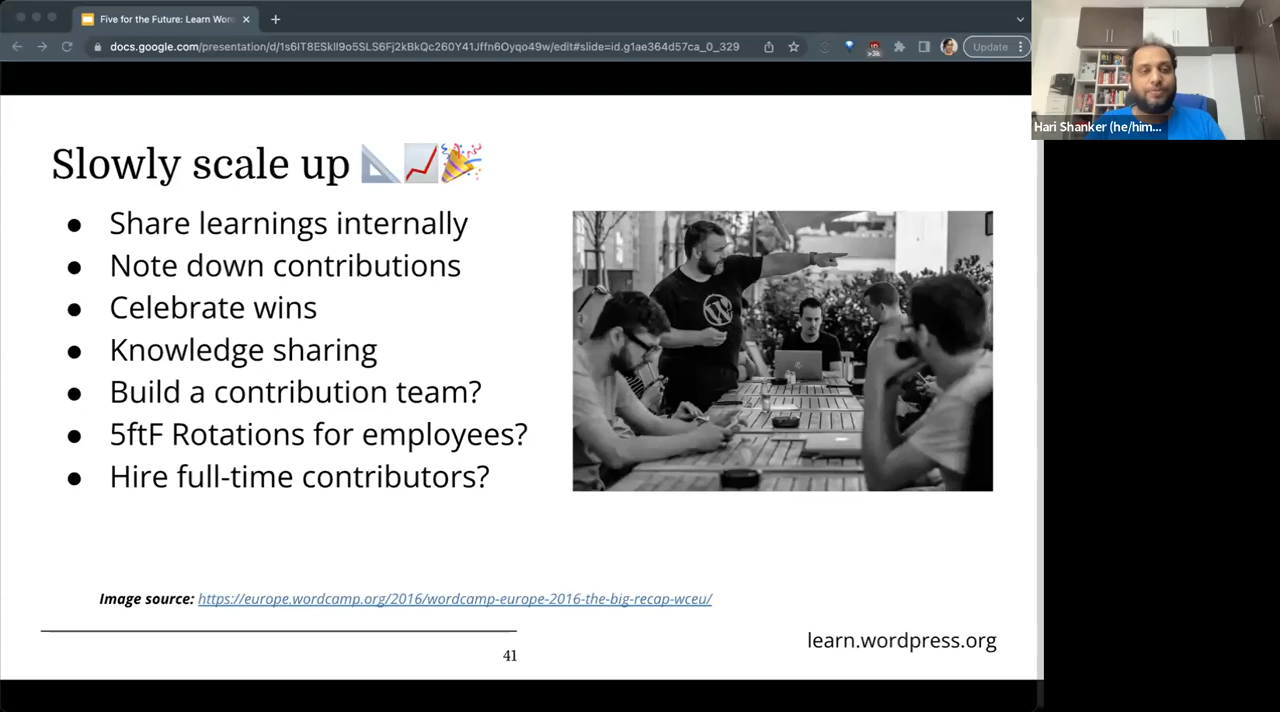 Five for the Future: Learn Wor
docs.google.com/presentation/d/1s6IT8ESkll9o5SLS6Fj2kBkQc260Y41Jffn6Oyqo49w/edit#slide=id.g1ae364d57ca_0_329
>3k
Update
Hari Shanker (he/him...
Slowly scale up
● Share learnings internally
● Note down contributions
● Celebrate wins
● Knowledge sharing
● Build a contribution team?
● 5ftF Rotations for employees?
● Hire full-time contributors?
Image source: https://europe.wordcamp.org/2016/wordcamp-europe-2016-the-big-recap-wceu/
learn.wordpress.org
41